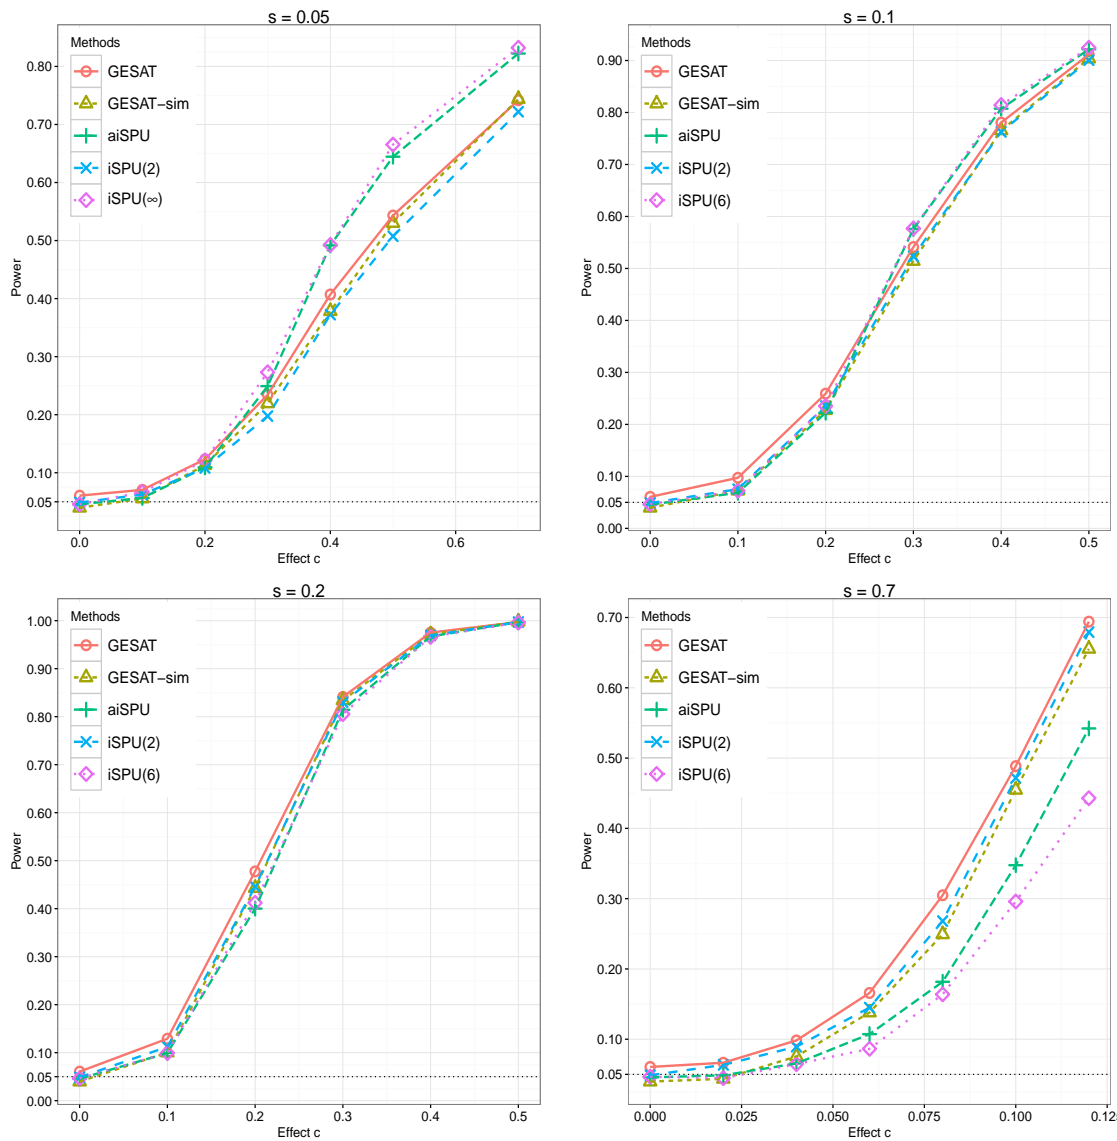 s = 0.05
Methods
GESAT
GESAT−sim
aiSPU
iSPU(2)
iSPU(∞)
0.80
0.70
0.60
0.50
0.40
0.30
0.20
0.10
0.05
Power
0.0 0.2 0.4 0.6
Effect c
s = 0.1
Methods
GESAT
GESAT−sim
aiSPU
iSPU(2)
iSPU(6)
0.90
0.80
0.70
0.60
0.50
0.40
0.30
0.20
0.10
0.05
0.00
Power
0.0 0.1 0.2 0.3 0.4 0.5
Effect c
s = 0.2
Methods
GESAT
GESAT−sim
aiSPU
iSPU(2)
iSPU(6)
1.00
0.90
0.80
0.70
0.60
0.50
0.40
0.30
0.20
0.10
0.05
0.00
Power
0.0 0.1 0.2 0.3 0.4 0.5
Effect c
s = 0.7
Methods
GESAT
GESAT−sim
aiSPU
iSPU(2)
iSPU(6)
0.70
0.60
0.50
0.40
0.30
0.20
0.10
0.05
Power
0.000 0.025 0.050 0.075 0.100 0.12
Effect c